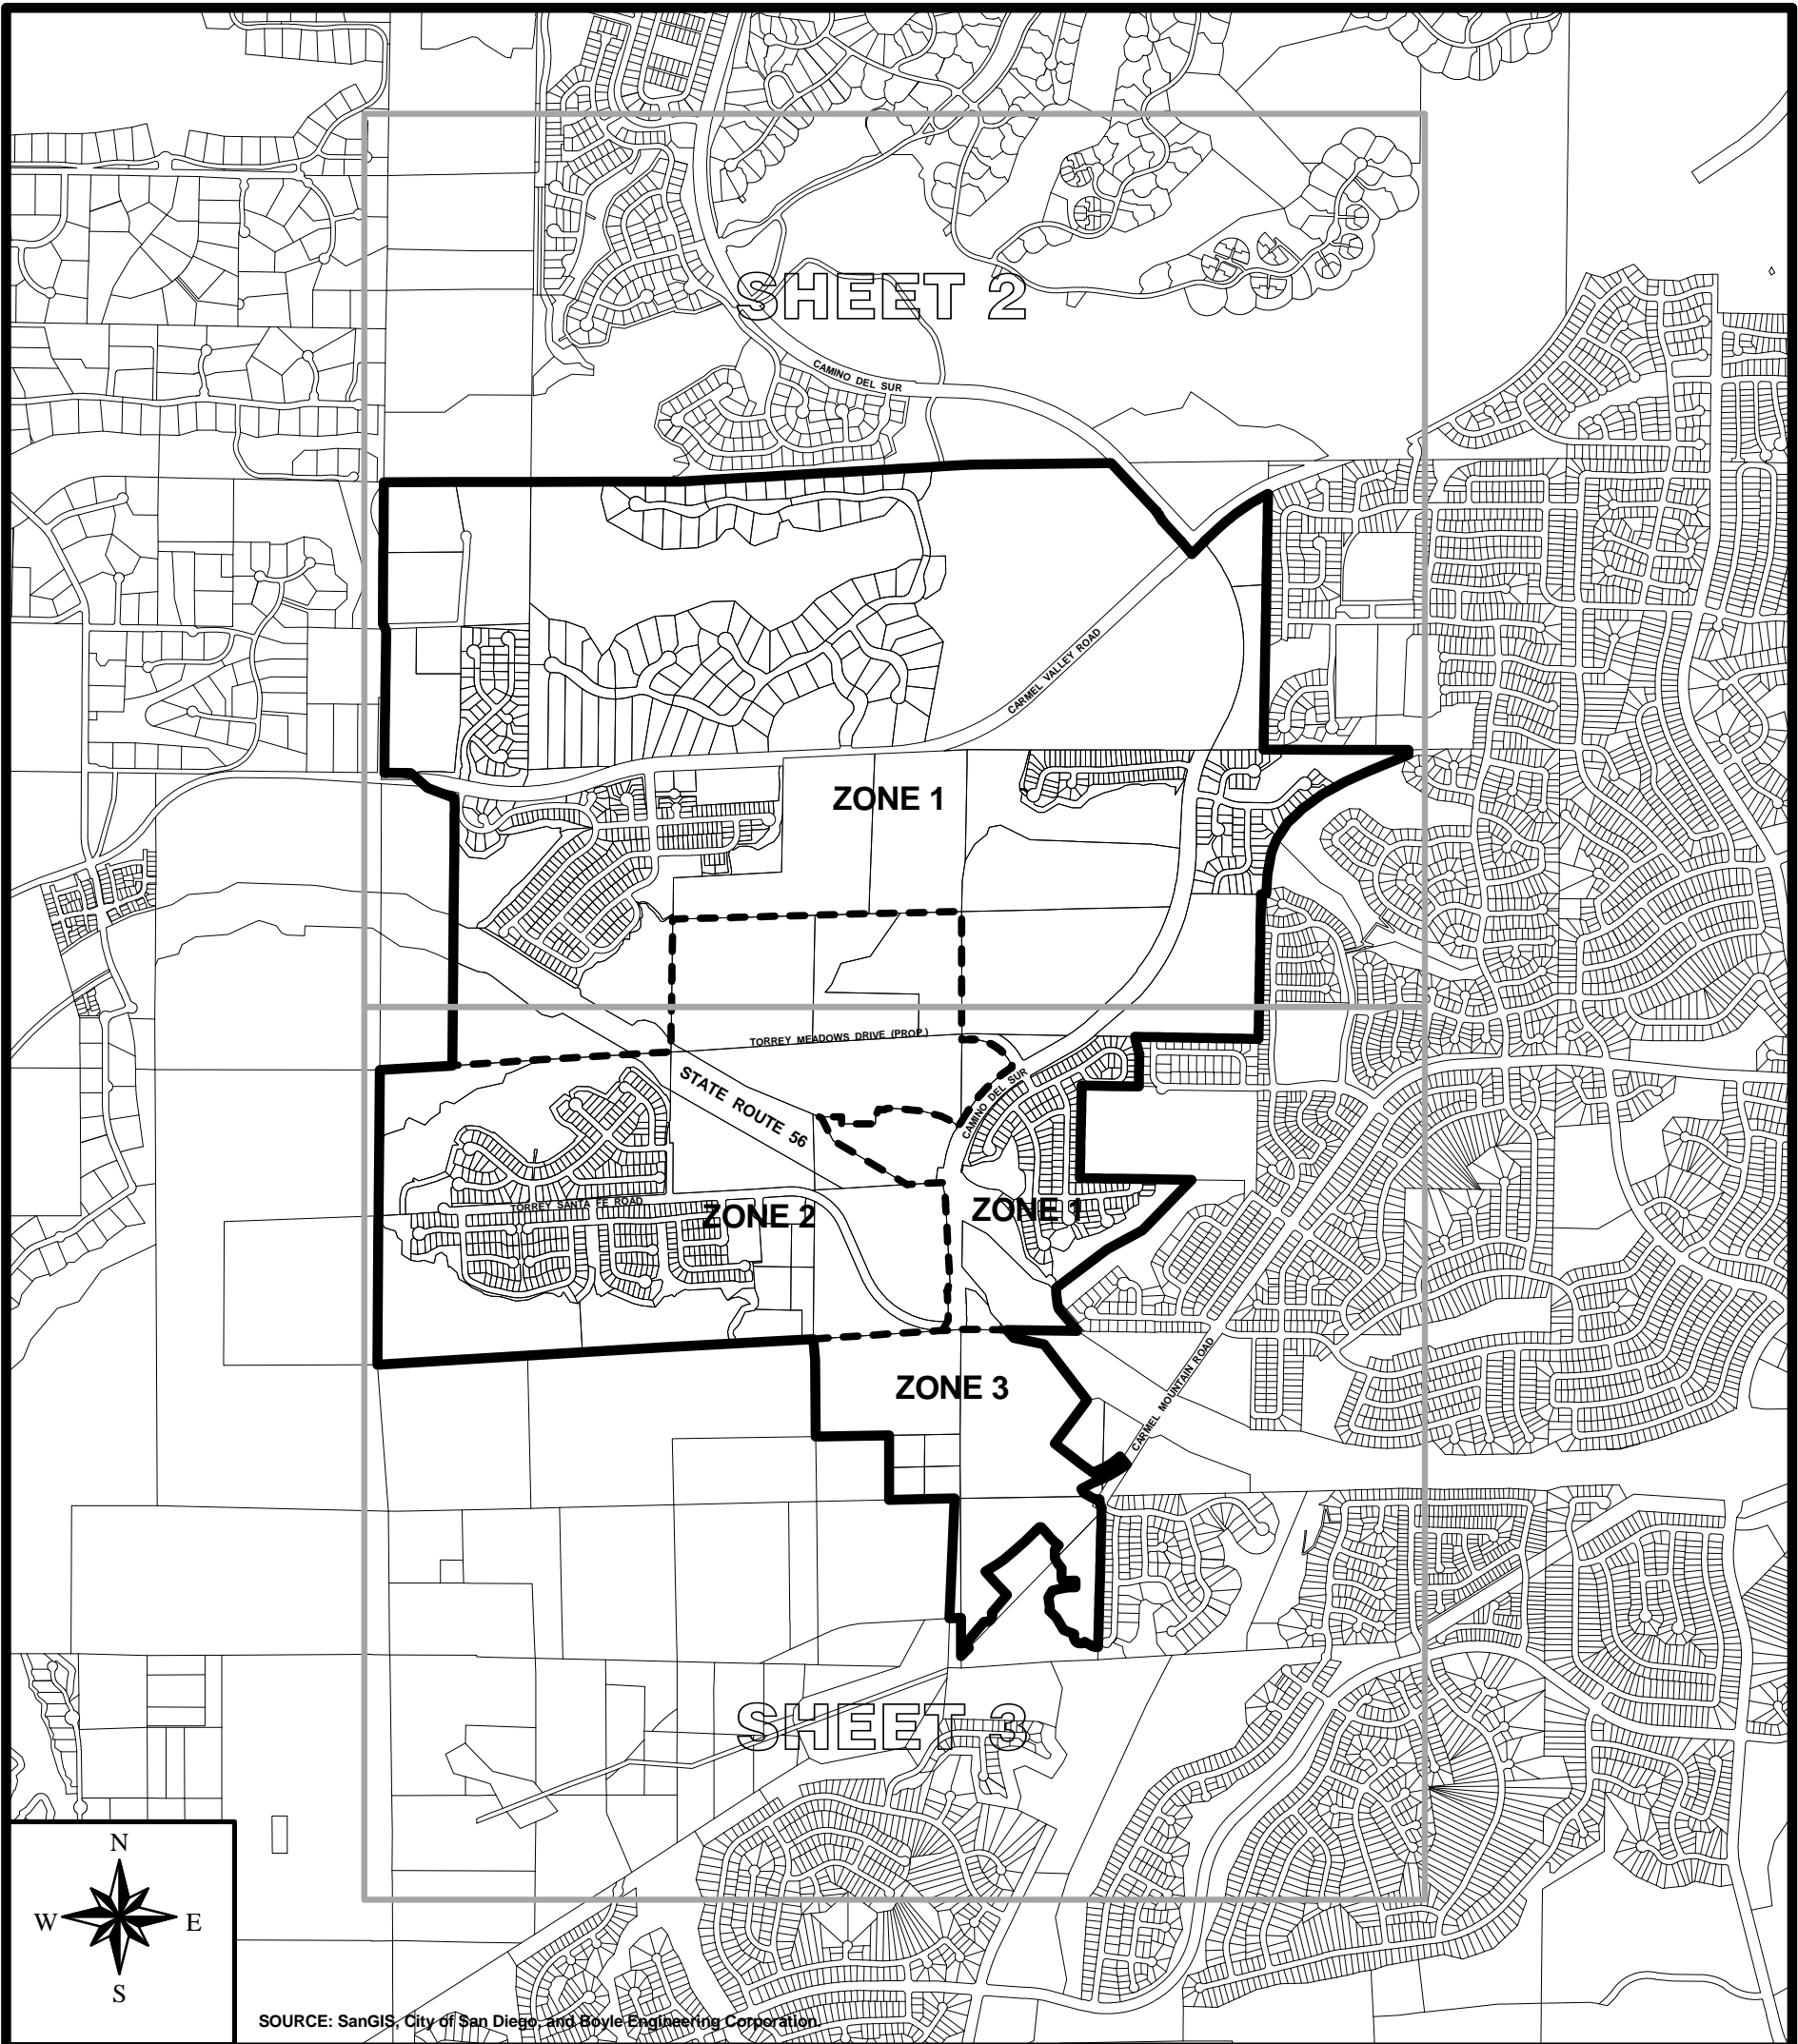 SHEET 2
CAMINO DEL SUR
CARMEL VALLEY ROAD
ZONE 1
TORREY MEADOWS DRIVE (PROP.)
STATE ROUTE 56
CAMINO DEL SUR
TORREY SANTA FE ROAD
ZONE 2
ZONE 1
ZONE 3
CARMEL MOUNTAIN ROAD
SHEET 3
N
W
E
S
SOURCE: SanGIS, City of San Diego, and Boyle Engineering Corporation.